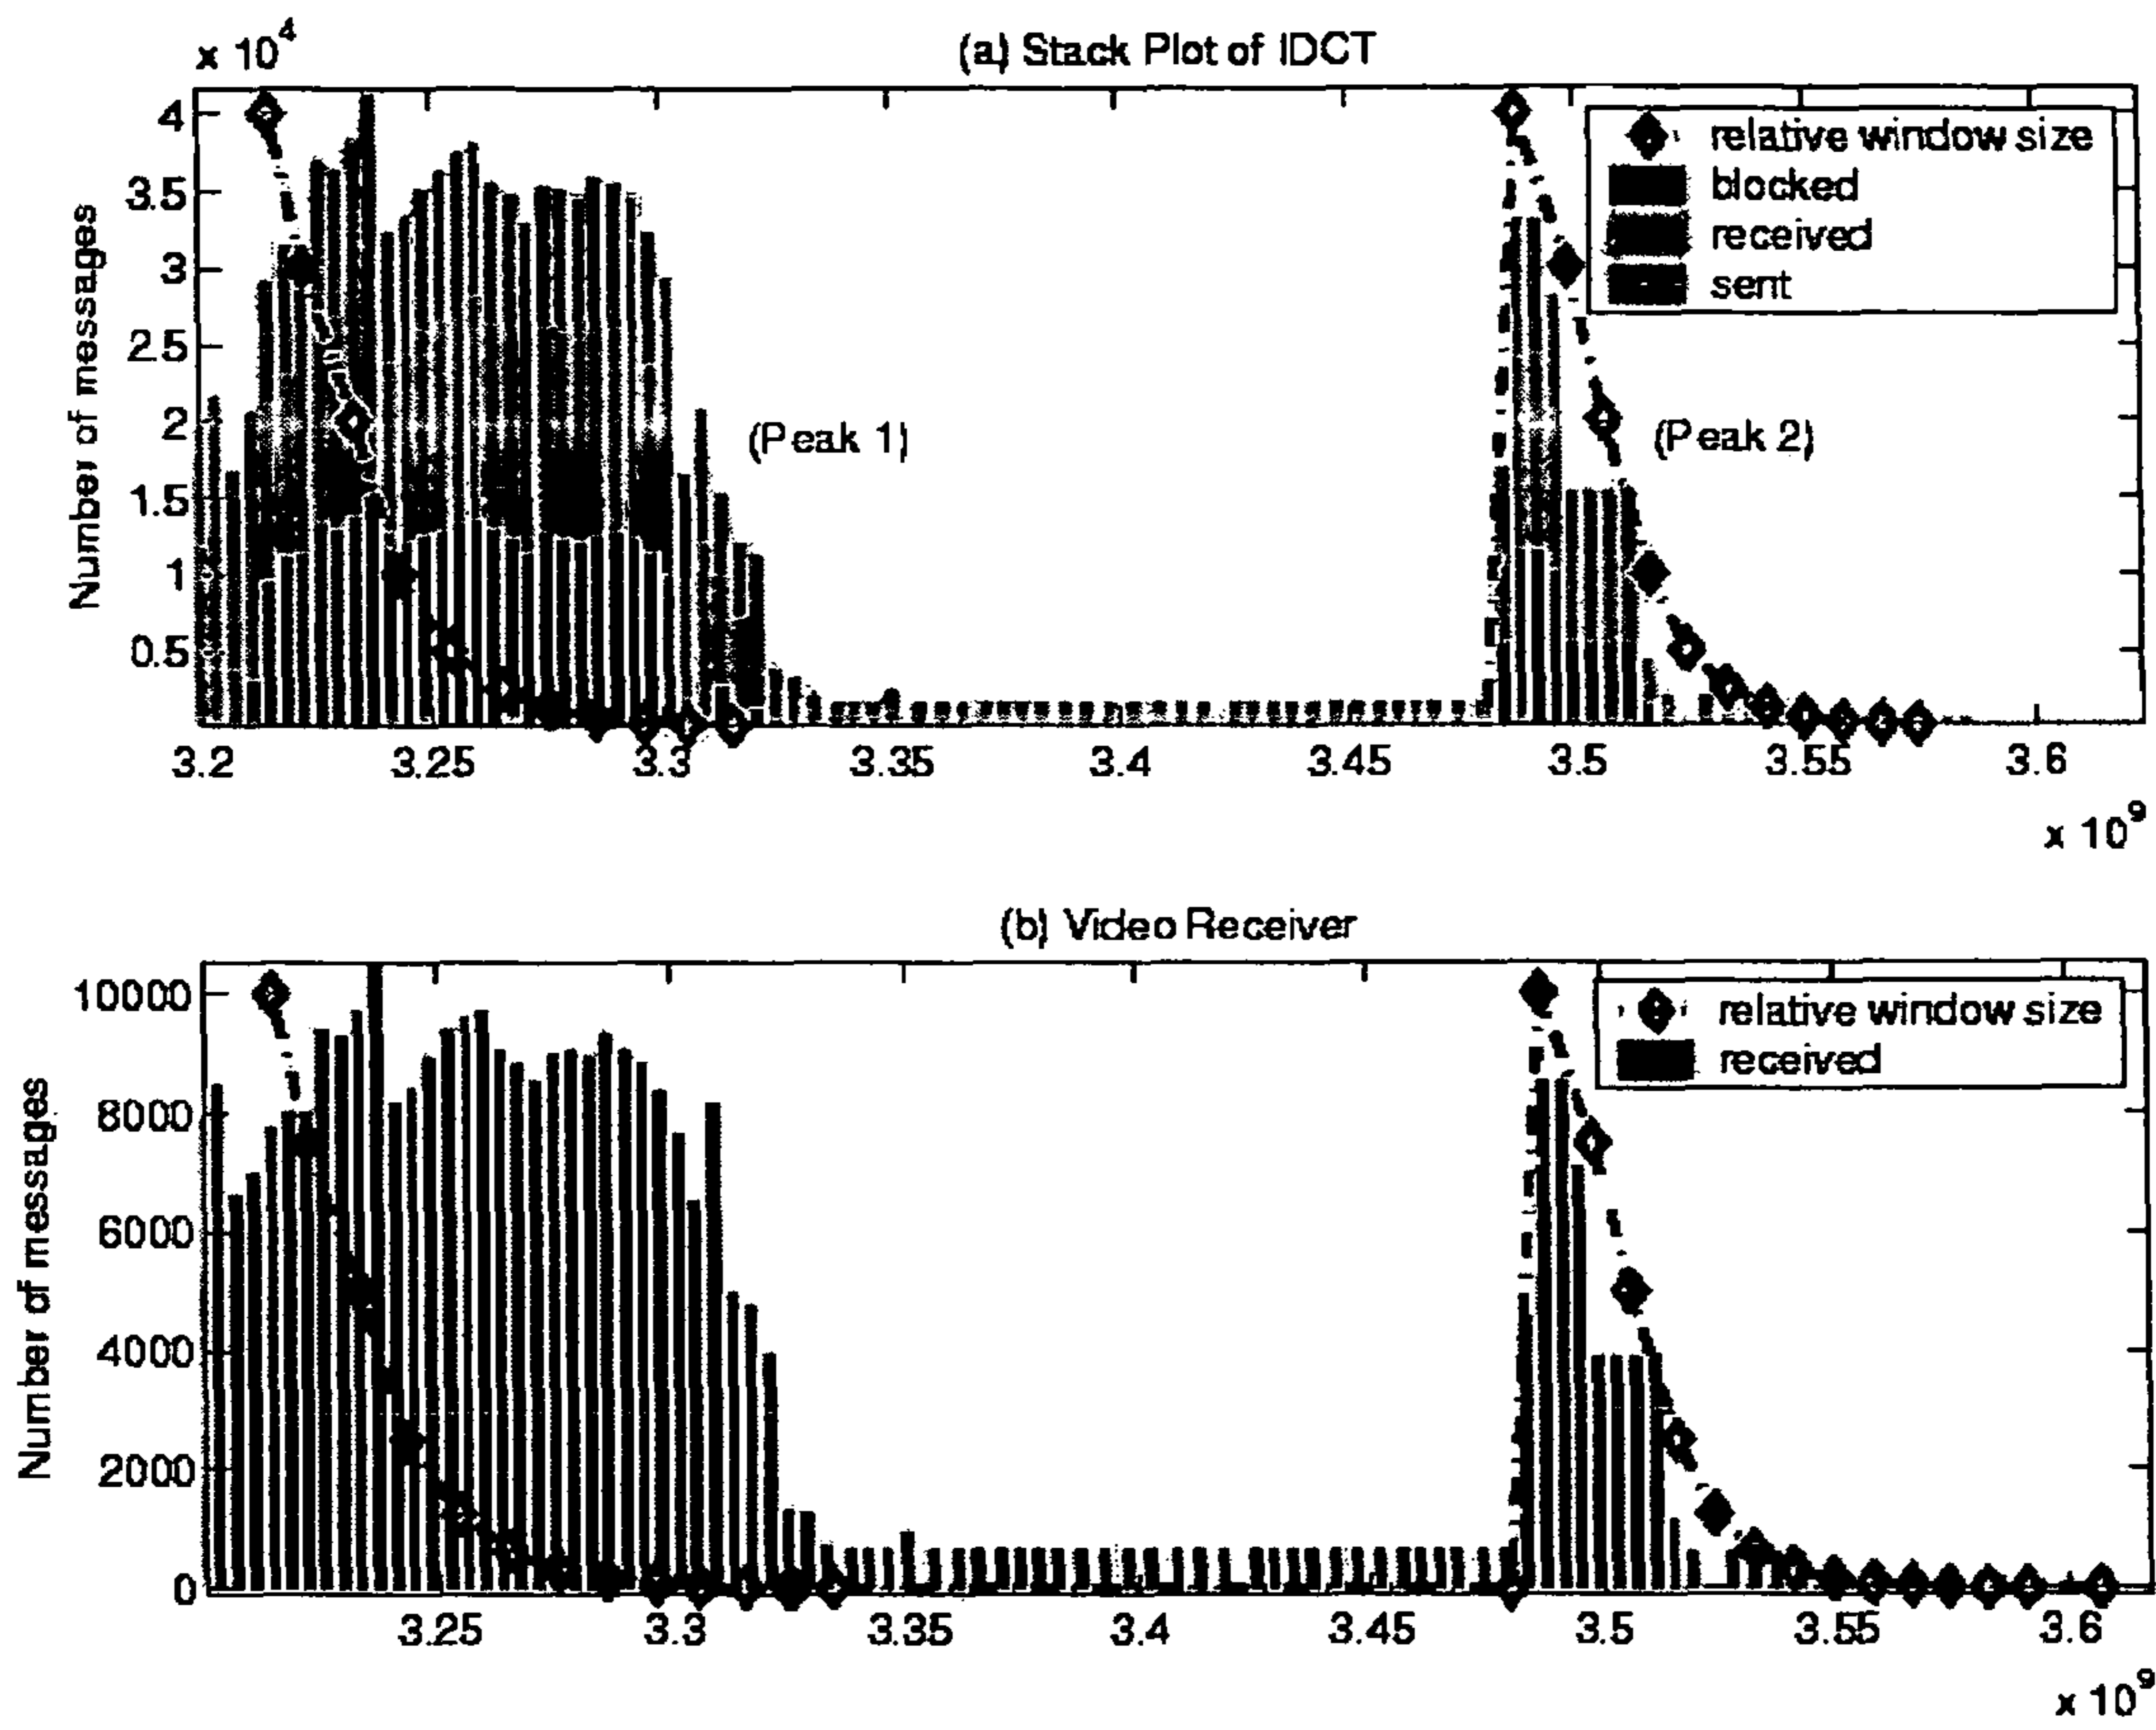 x 10^4
(a) Stack Plot of IDCT
4
3.5
3
2.5
2
1.5
1
0.5
Number of messages
relative window size
blocked
received
sent
(Peak 1)
(Peak 2)
3.2 3.25 3.3 3.35 3.4 3.45 3.5 3.55 3.6
x 10^9
(b) Video Receiver
10000
8000
6000
4000
2000
0
Number of messages
relative window size
received
3.25 3.3 3.35 3.4 3.45 3.5 3.55 3.6
x 10^9